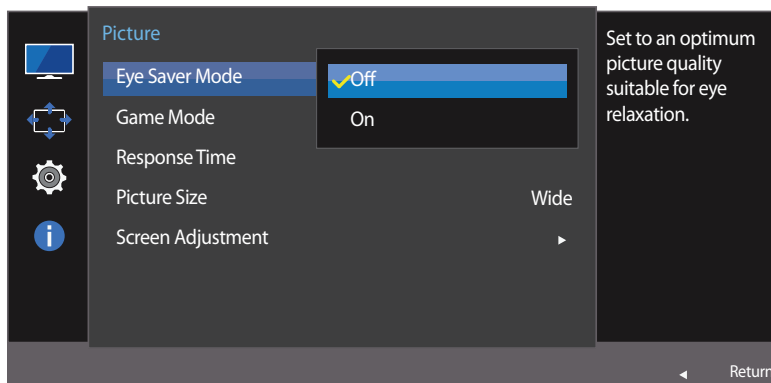 Picture
Eye Saver Mode
Off
Game Mode
On
Response Time
Picture Size
Wide
Screen Adjustment
Set to an optimum
picture quality
suitable for eye
relaxation.
Return